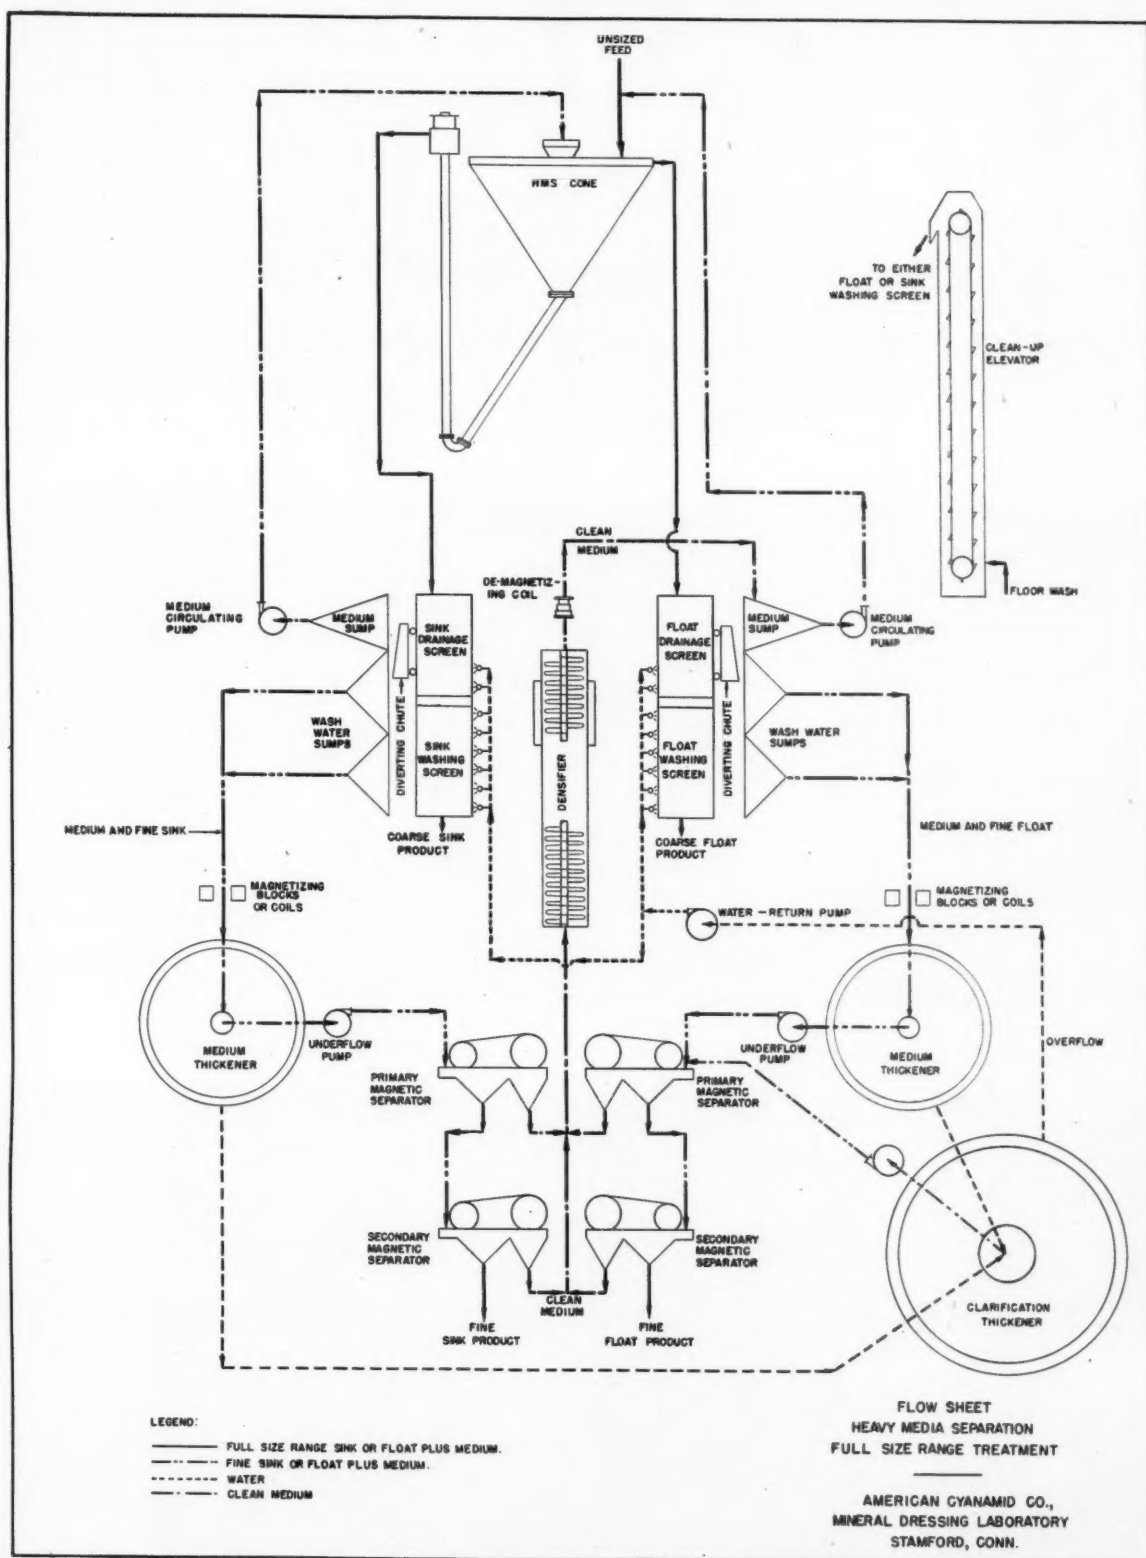 UNSIZED
FEED
HMS CONE
TO EITHER
FLOAT OR SINK
WASHING SCREEN
CLEAN-UP
ELEVATOR
FLOOR WASH
CLEAN
MEDIUM
DE-MAGNETIZ-
ING COIL
MEDIUM
CIRCULATING
PUMP
MEDIUM
SUMP
SINK
DRAINAGE
SCREEN
FLOAT
DRAINAGE
SCREEN
MEDIUM
SUMP
MEDIUM
CIRCULATING
PUMP
WASH
WATER
SUMPS
DIVERTING CHUTE
SINK
WASHING
SCREEN
DENSIFIER
FLOAT
WASHING
SCREEN
DIVERTING CHUTE
WASH WATER
SUMPS
MEDIUM AND FINE SINK
COARSE SINK
PRODUCT
COARSE FLOAT
PRODUCT
MEDIUM AND FINE FLOAT
MAGNETIZING
BLOCKS
OR COILS
WATER - RETURN PUMP
MAGNETIZING
BLOCKS OR COILS
MEDIUM
THICKENER
UNDERFLOW
PUMP
UNDERFLOW
PUMP
MEDIUM
THICKENER
OVERFLOW
PRIMARY
MAGNETIC
SEPARATOR
PRIMARY
MAGNETIC
SEPARATOR
SECONDARY
MAGNETIC
SEPARATOR
SECONDARY
MAGNETIC
SEPARATOR
CLEAN
MEDIUM
FINE
SINK PRODUCT
FINE
FLOAT PRODUCT
CLARIFICATION
THICKENER
LEGEND:
FULL SIZE RANGE SINK OR FLOAT PLUS MEDIUM.
FINE SINK OR FLOAT PLUS MEDIUM.
WATER
CLEAN MEDIUM
FLOW SHEET
HEAVY MEDIA SEPARATION
FULL SIZE RANGE TREATMENT
AMERICAN CYANAMID CO.,
MINERAL DRESSING LABORATORY
STAMFORD, CONN.